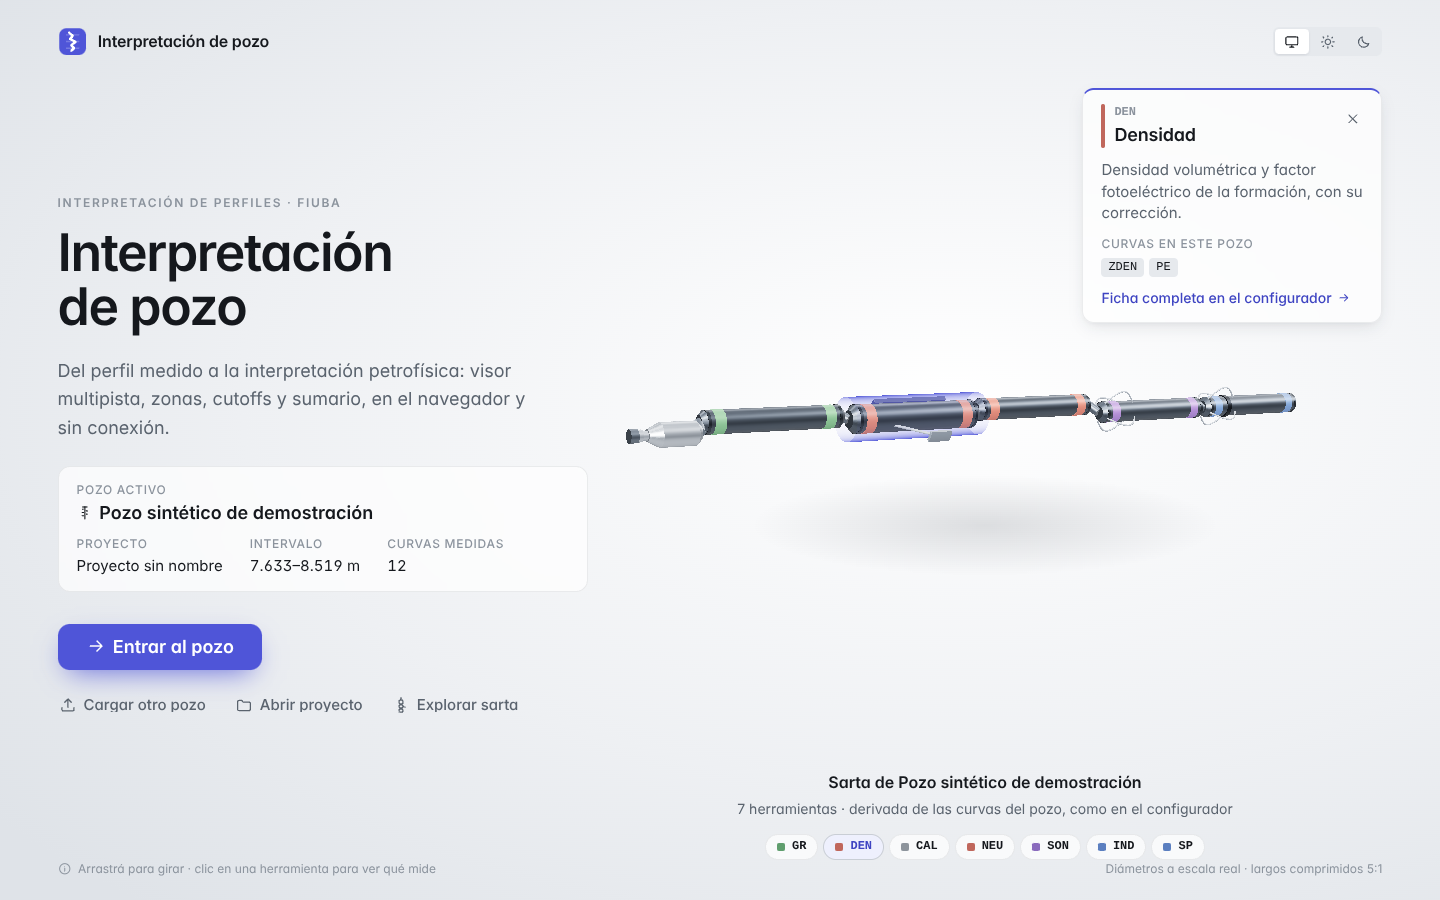 Interpretación de pozo
DEN
Densidad
Densidad volumétrica y factor
fotoeléctrico de la formación, con su
corrección.
CURVAS EN ESTE POZO
ZDEN PE
Ficha completa en el configurador →
INTERPRETACIÓN DE PERFILES · FIUBA
Interpretación
de pozo
Del perfil medido a la interpretación petrofísica: visor
multipista, zonas, cutoffs y sumario, en el navegador y
sin conexión.
POZO ACTIVO
Pozo sintético de demostración
PROYECTO INTERVALO CURVAS MEDIDAS
Proyecto sin nombre 7.633–8.519 m 12
→ Entrar al pozo
Cargar otro pozo Abrir proyecto Explorar sarta
Sarta de Pozo sintético de demostración
7 herramientas · derivada de las curvas del pozo, como en el configurador
GR DEN CAL NEU SON IND SP
Arrastrá para girar · clic en una herramienta para ver qué mide
Diámetros a escala real · largos comprimidos 5:1